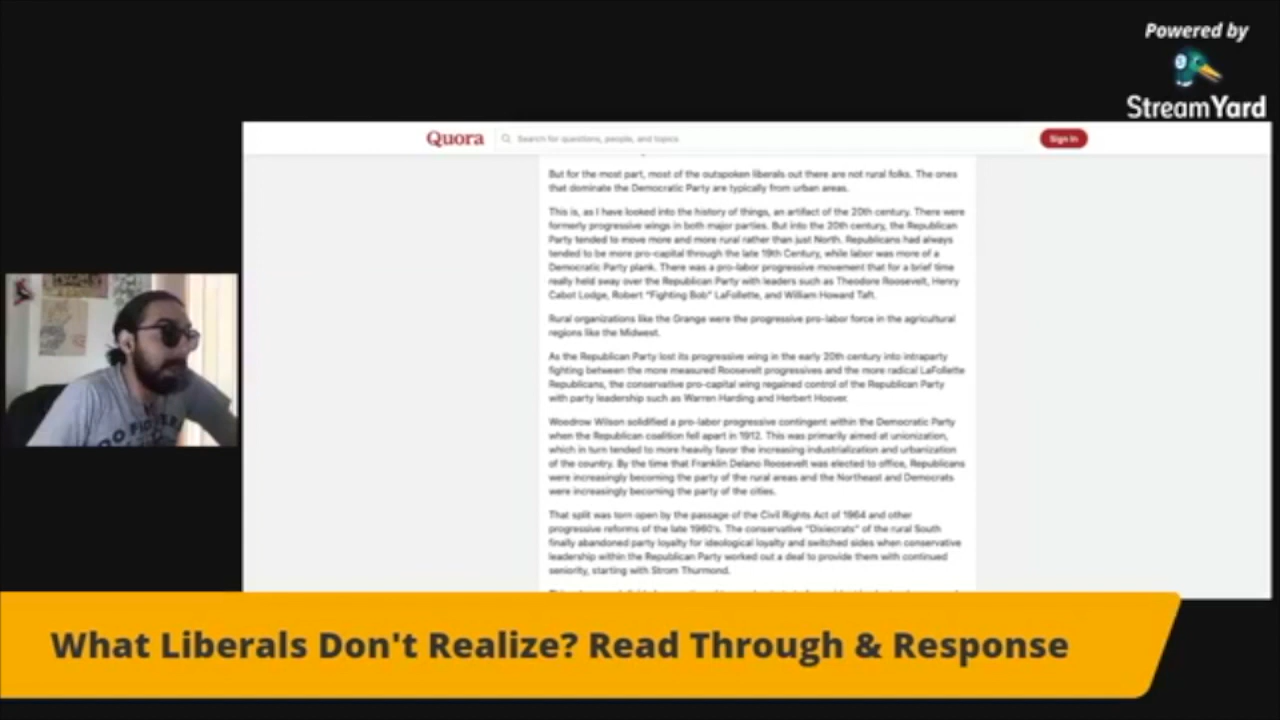 Powered by
StreamYard
Quora
Search for questions, people, and topics
Sign In
But for the most part, most of the outspoken liberals out there are not rural folks. The ones
that dominate the Democratic Party are typically from urban areas.
This is, as I have looked into the history of things, an artifact of the 20th century. There were
formerly progressive wings in both major parties. But into the 20th century, the Republican
Party tended to move more and more rural rather than just North. Republicans had always
tended to be more pro-capital through the late 19th Century, while labor was more of a
Democratic Party plank. There was a pro-labor progressive movement that for a brief time
really held sway over the Republican Party with leaders such as Theodore Roosevelt, Henry
Cabot Lodge, Robert "Fighting Bob" LaFollette, and William Howard Taft.
Rural organizations like the Grange were the progressive pro-labor force in the agricultural
regions like the Midwest.
As the Republican Party lost its progressive wing in the early 20th century into intraparty
fighting between the more measured Roosevelt progressives and the more radical LaFollette
Republicans, the conservative pro-capital wing regained control of the Republican Party
with party leadership such as Warren Harding and Herbert Hoover.
Woodrow Wilson solidified a pro-labor progressive contingent within the Democratic Party
when the Republican coalition fell apart in 1912. This was primarily aimed at unionization,
which in turn tended to more heavily favor the increasing industrialization and urbanization
of the country. By the time that Franklin Delano Roosevelt was elected to office, Republicans
were increasingly becoming the party of the rural areas and the Northeast and Democrats
were increasingly becoming the party of the cities.
That split was torn open by the passage of the Civil Rights Act of 1964 and other
progressive reforms of the late 1960's. The conservative "Dixiecrats" of the rural South
finally abandoned party loyalty for ideological loyalty and switched sides when conservative
leadership within the Republican Party worked out a deal to provide them with continued
seniority, starting with Strom Thurmond.
What Liberals Don't Realize? Read Through & Response